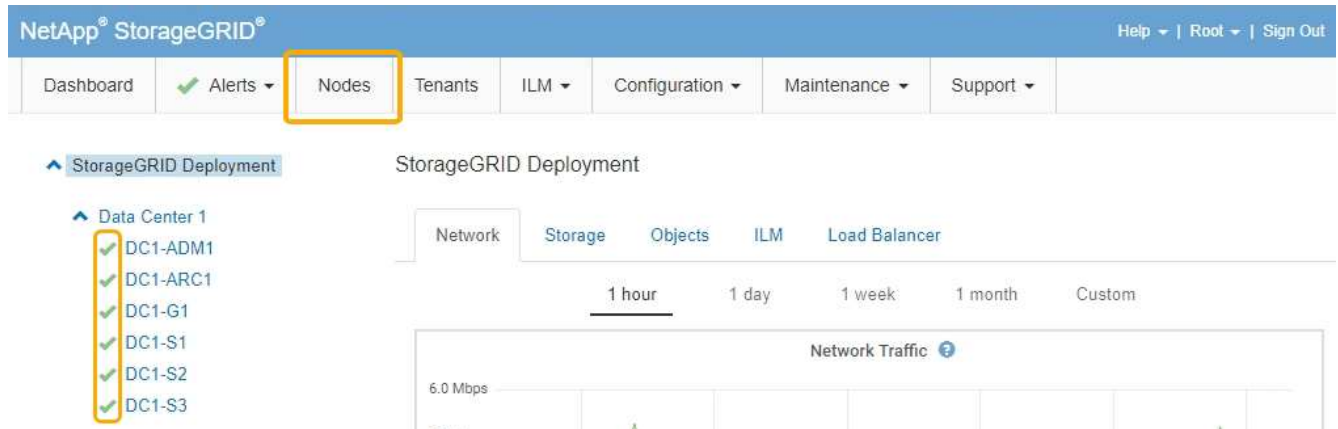 NetApp® StorageGRID®
Help | Root | Sign Out
Dashboard Alerts Nodes Tenants ILM Configuration Maintenance Support
StorageGRID Deployment
Data Center 1
DC1-ADM1
DC1-ARC1
DC1-G1
DC1-S1
DC1-S2
DC1-S3
StorageGRID Deployment
Network Storage Objects ILM Load Balancer
1 hour 1 day 1 week 1 month Custom
Network Traffic ?
6.0 Mbps